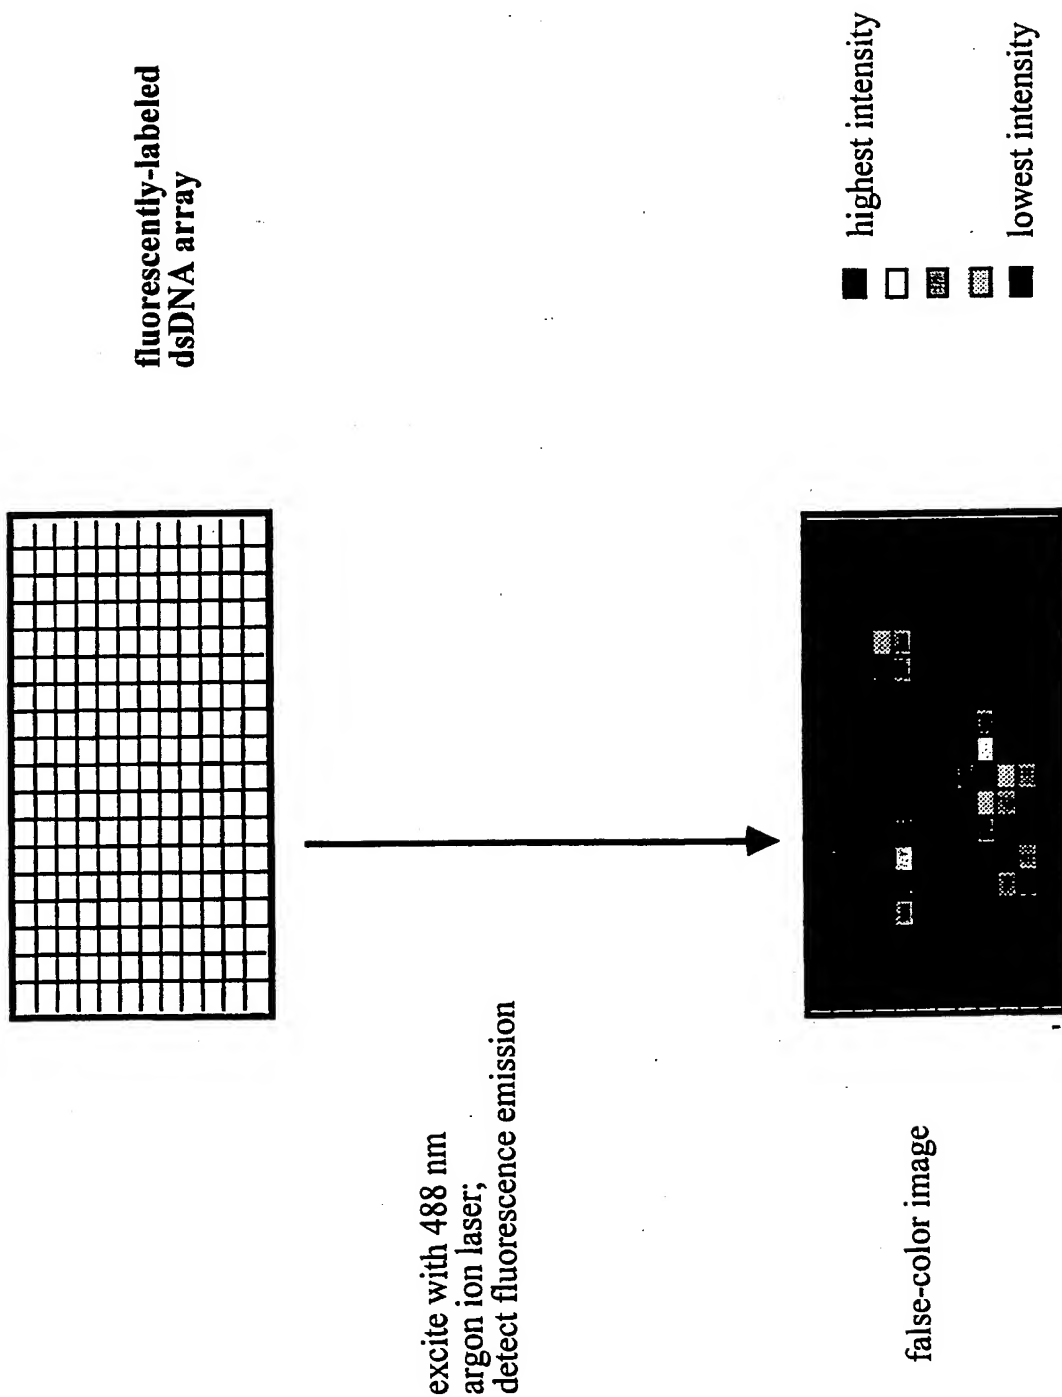 fluorescently-labeled
dsDNA array
excite with 488 nm
argon ion laser;
detect fluorescence emission
false-color image
highest intensity
lowest intensity